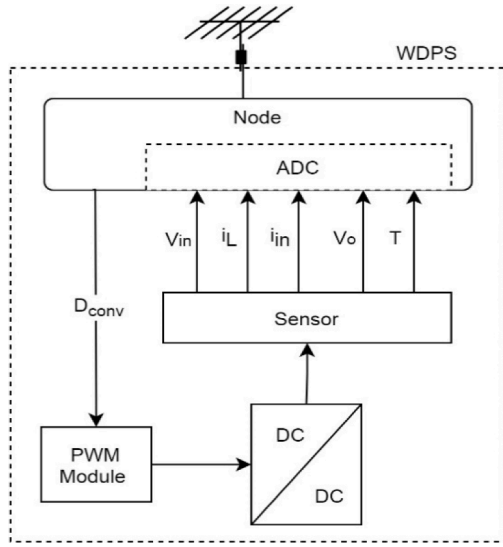 WDPS
Node
ADC
Vin iL iin Vo T
Dconv
Sensor
PWM
Module
DC
DC